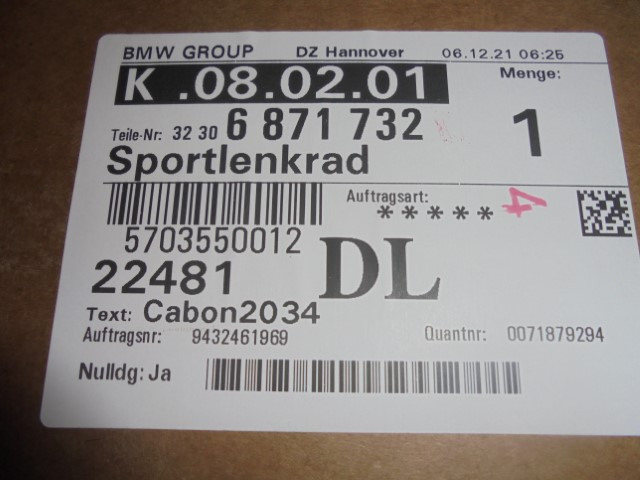 BMW GROUP DZ Hannover 06.12.21 06:25
K .08.02.01 Menge:
Teile-Nr: 32 30 6 871 732 1
Sportlenkrad
Auftragsart:
* * * * * 4
5703550012
22481 DL
Text: Cabon2034
Auftragsnr: 9432461969 Quantnr: 0071879294
Nulldg: Ja